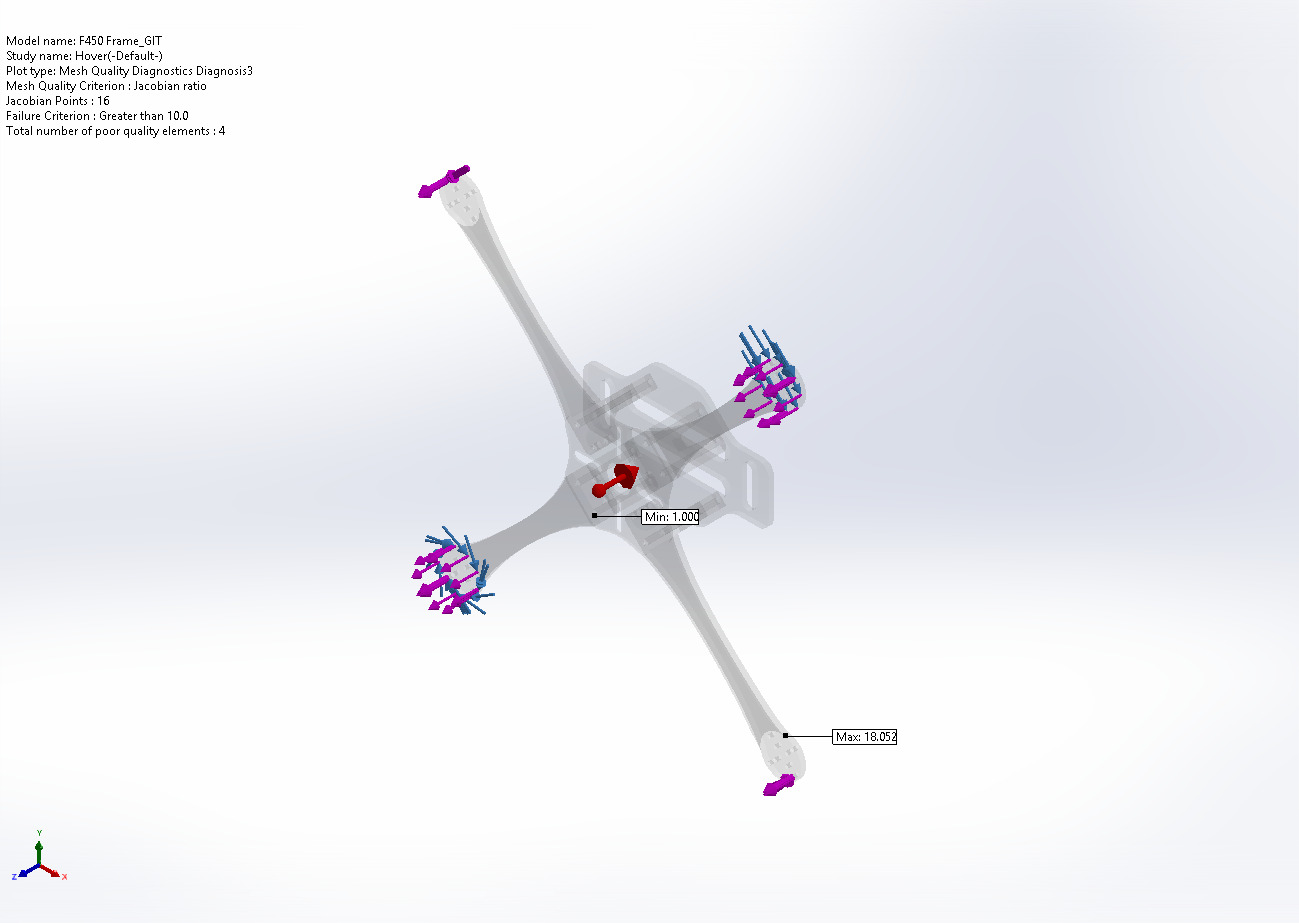 Model name: F450 Frame_GIT
Study name: Hover(-Default-)
Plot type: Mesh Quality Diagnostics Diagnosis3
Mesh Quality Criterion : Jacobian ratio
Jacobian Points : 16
Failure Criterion : Greater than 10.0
Total number of poor quality elements : 4
Min: 1.000
Max: 18.052
Y
Z
X